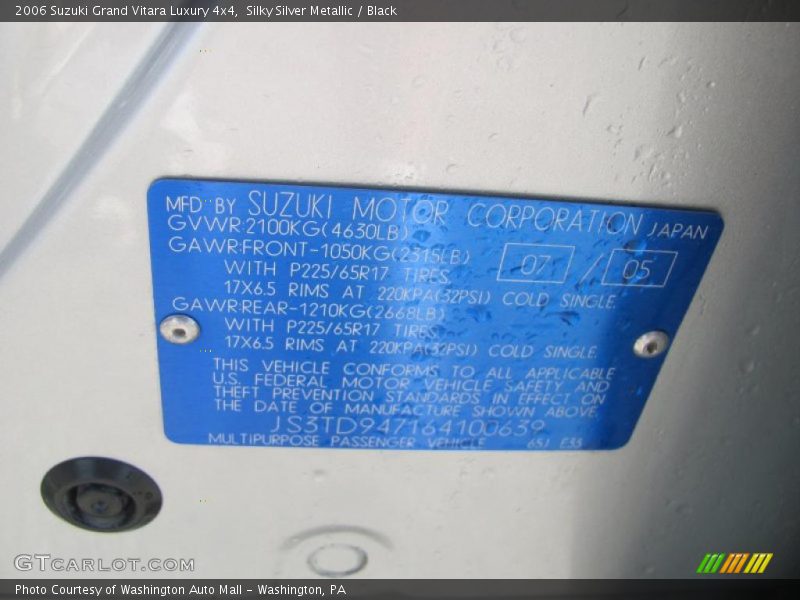 2006 Suzuki Grand Vitara Luxury 4x4, Silky Silver Metallic / Black
MFD BY SUZUKI MOTOR CORPORATION JAPAN
GVWR:2100KG(4630LB)
GAWR:FRONT-1050KG(2315LB) 07 / 05
WITH P225/65R17 TIRES
17X6.5 RIMS AT 220KPA(32PSI) COLD SINGLE.
GAWR:REAR-1210KG(2668LB)
WITH P225/65R17 TIRES
17X6.5 RIMS AT 220KPA(32PSI) COLD SINGLE.
THIS VEHICLE CONFORMS TO ALL APPLICABLE
U.S. FEDERAL MOTOR VEHICLE SAFETY AND
THEFT PREVENTION STANDARDS IN EFFECT ON
THE DATE OF MANUFACTURE SHOWN ABOVE.
JS3TD947164100639
MULTIPURPOSE PASSENGER VEHICLE 65J
GTCARLOT.COM
Photo Courtesy of Washington Auto Mall - Washington, PA